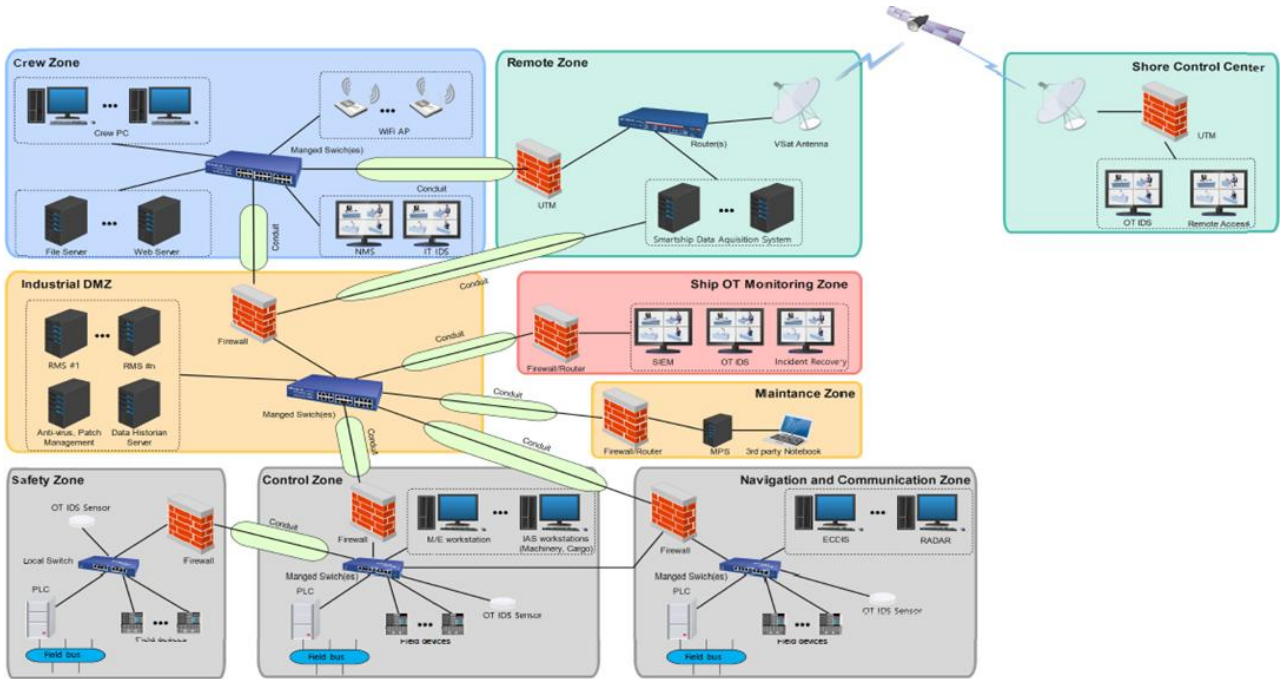 Crew Zone
Crew PC
WiFi AP
Manged Swich(es)
File Server
Web Server
NMS
IT IDS
Conduit
Conduit
Remote Zone
UTM
Router(s)
VSat Antenna
Smartship Data Aquisition System
Conduit
Shore Control Center
UTM
OT IDS
Remote Access
Industrial DMZ
Firewall
RMS #1
RMS #n
Anti-virus, Patch
Management
Data Historian
Server
Manged Swich(es)
Conduit
Conduit
Conduit
Conduit
Ship OT Monitoring Zone
Firewall/Router
SIEM
OT IDS
Incident Recovery
Maintance Zone
Firewall/Router
MPS
3rd party Notebook
Safety Zone
OT IDS Sensor
Local Switch
Firewall
PLC
Field devices
Field bus
Conduit
Control Zone
Firewall
M/E workstation
IAS workstations
(Machinery, Cargo)
Manged Swich(es)
PLC
OT IDS Sensor
Field devices
Field bus
Navigation and Communication Zone
Firewall
ECDIS
RADAR
Manged Swich(es)
PLC
OT IDS Sensor
Field devices
Field bus